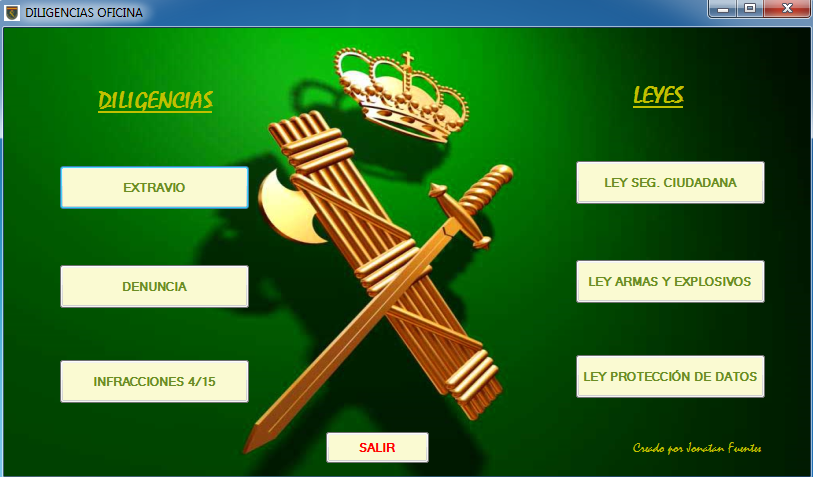 DILIGENCIAS OFICINA
DILIGENCIAS
LEYES
EXTRAVIO
LEY SEG. CIUDADANA
DENUNCIA
LEY ARMAS Y EXPLOSIVOS
INFRACCIONES 4/15
LEY PROTECCIÓN DE DATOS
SALIR
Creado por Jonatan Fuentes